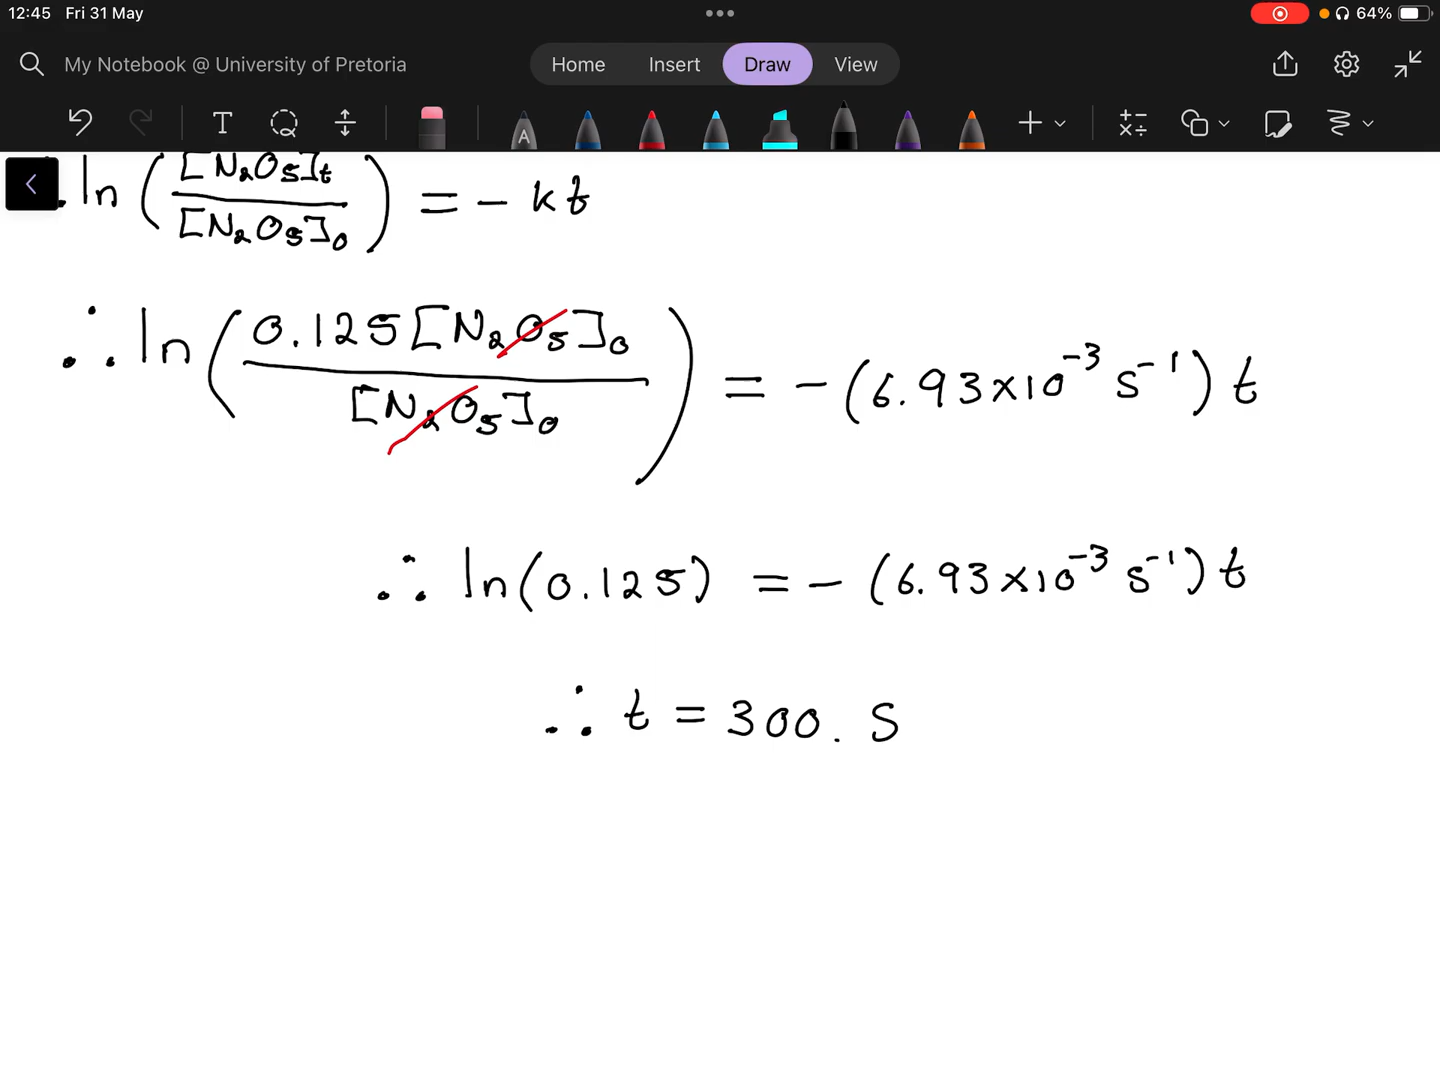 12:45 Fri 31 May 64%
My Notebook @ University of Pretoria Home Insert Draw View
T A
∴ ln([N₂O₅]t / [N₂O₅]₀) = - kt
∴ ln(0.125[N₂O₅]₀ / [N₂O₅]₀) = - (6.93×10⁻³ s⁻¹) t
∴ ln(0.125) = - (6.93×10⁻³ s⁻¹) t
∴ t = 300. s